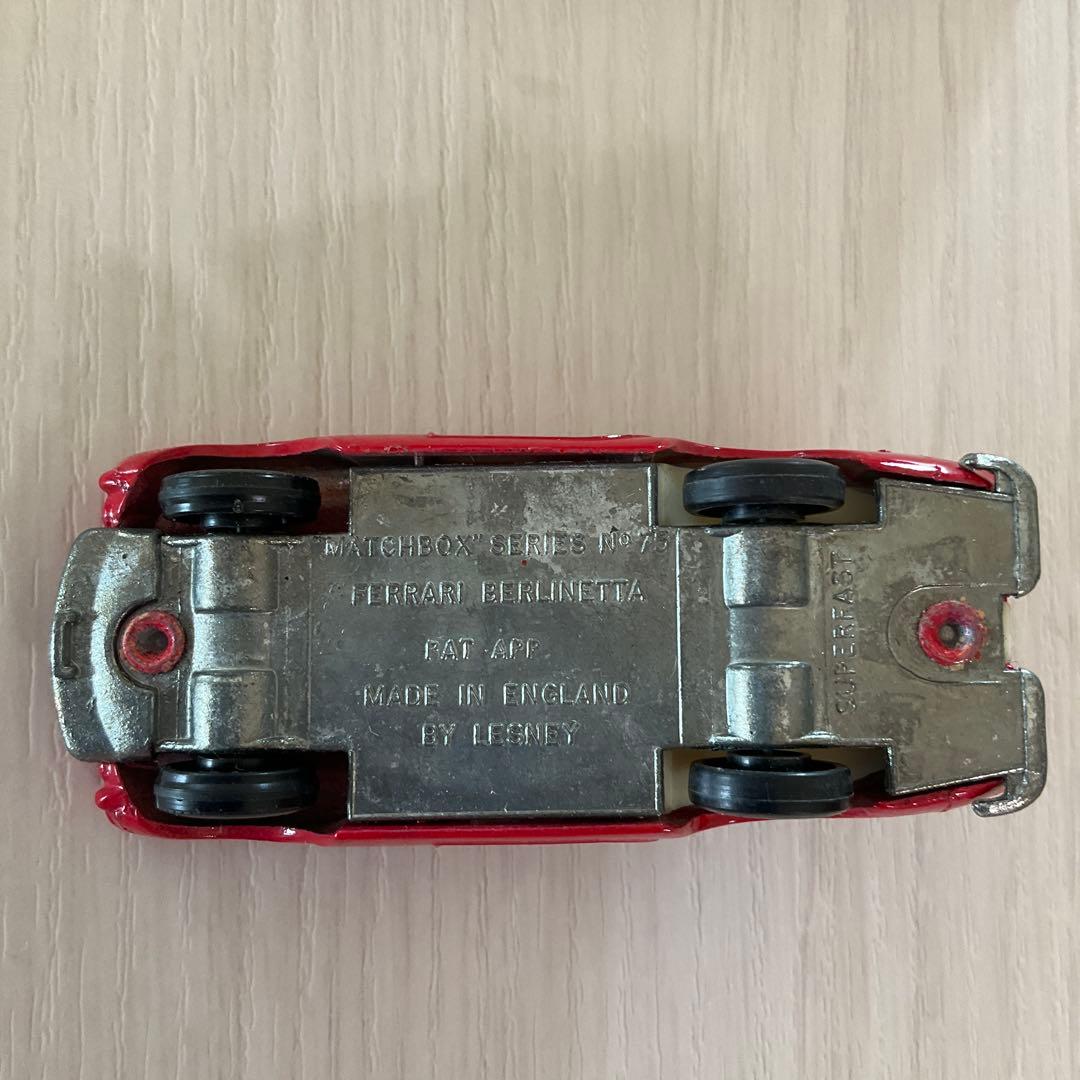 "MATCHBOX" SERIES Nº 75
FERRARI BERLINETTA
PAT. APP.
MADE IN ENGLAND
BY LESNEY
SUPERFAST